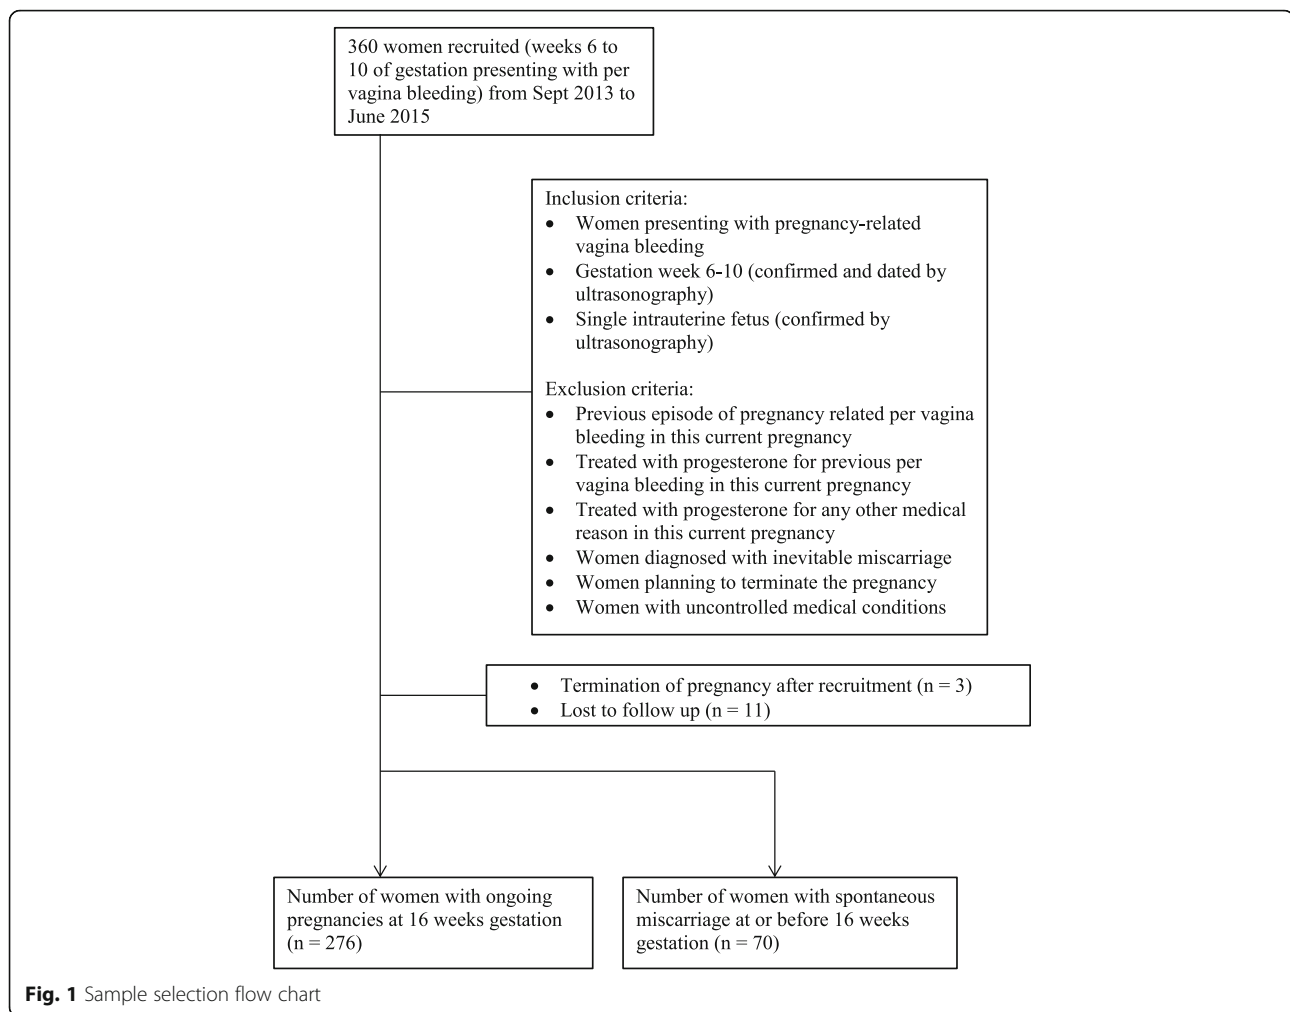 360 women recruited (weeks 6 to
10 of gestation presenting with per
vagina bleeding) from Sept 2013 to
June 2015
Inclusion criteria:
• Women presenting with pregnancy-related
vagina bleeding
• Gestation week 6-10 (confirmed and dated by
ultrasonography)
• Single intrauterine fetus (confirmed by
ultrasonography)
Exclusion criteria:
• Previous episode of pregnancy related per vagina
bleeding in this current pregnancy
• Treated with progesterone for previous per
vagina bleeding in this current pregnancy
• Treated with progesterone for any other medical
reason in this current pregnancy
• Women diagnosed with inevitable miscarriage
• Women planning to terminate the pregnancy
• Women with uncontrolled medical conditions
• Termination of pregnancy after recruitment (n = 3)
• Lost to follow up (n = 11)
Number of women with ongoing
pregnancies at 16 weeks gestation
(n = 276)
Number of women with spontaneous
miscarriage at or before 16 weeks
gestation (n = 70)
Fig. 1 Sample selection flow chart